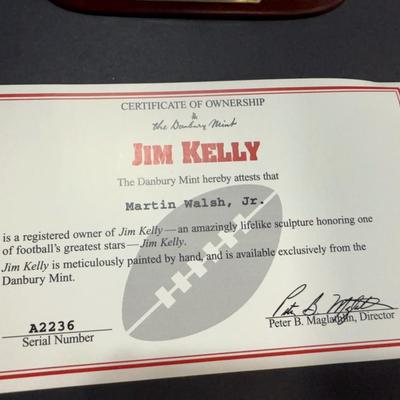 CERTIFICATE OF OWNERSHIP
the Danbury Mint
JIM KELLY
The Danbury Mint hereby attests that
Martin Walsh, Jr.
is a registered owner of Jim Kelly—an amazingly lifelike sculpture honoring one
of football's greatest stars—Jim Kelly.
Jim Kelly is meticulously painted by hand, and is available exclusively from the
Danbury Mint.
A2236
Serial Number
Peter B. Maglathlin, Director